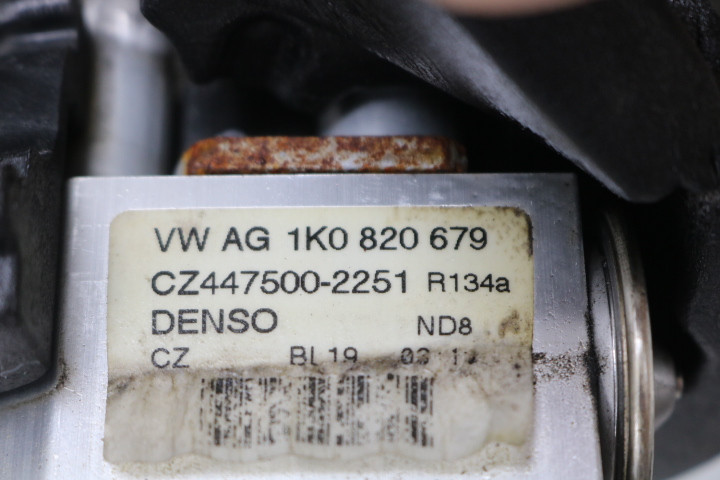 VW AG 1K0 820 679
CZ447500-2251 R134a
DENSO ND8
CZ BL19